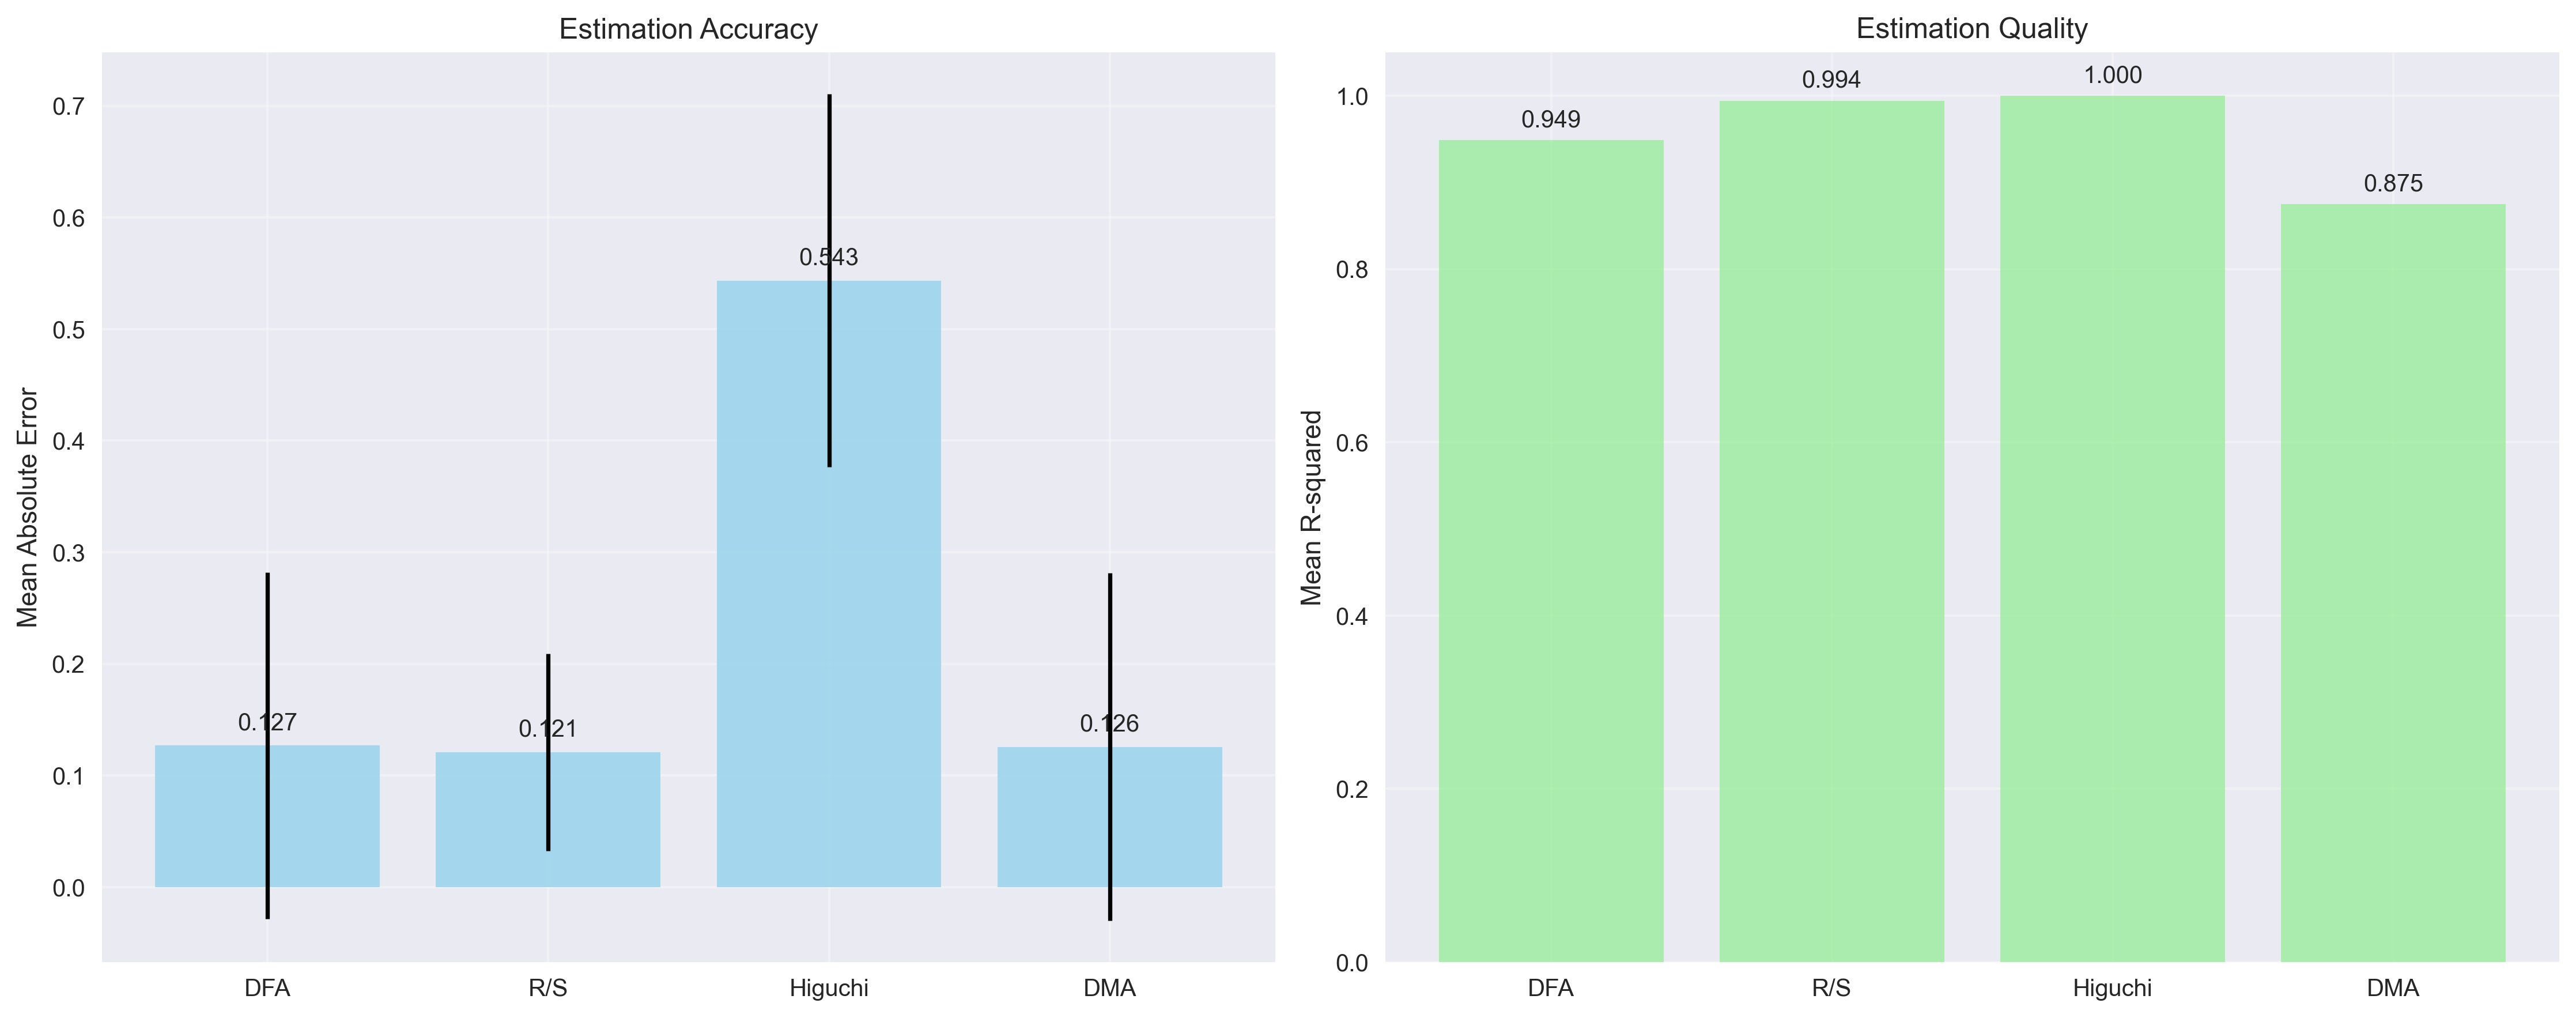 Estimation Accuracy
Mean Absolute Error
0.7
0.6
0.5
0.4
0.3
0.2
0.1
0.0
0.127
0.121
0.543
0.126
DFA
R/S
Higuchi
DMA
Estimation Quality
Mean R-squared
1.0
0.8
0.6
0.4
0.2
0.0
0.949
0.994
1.000
0.875
DFA
R/S
Higuchi
DMA